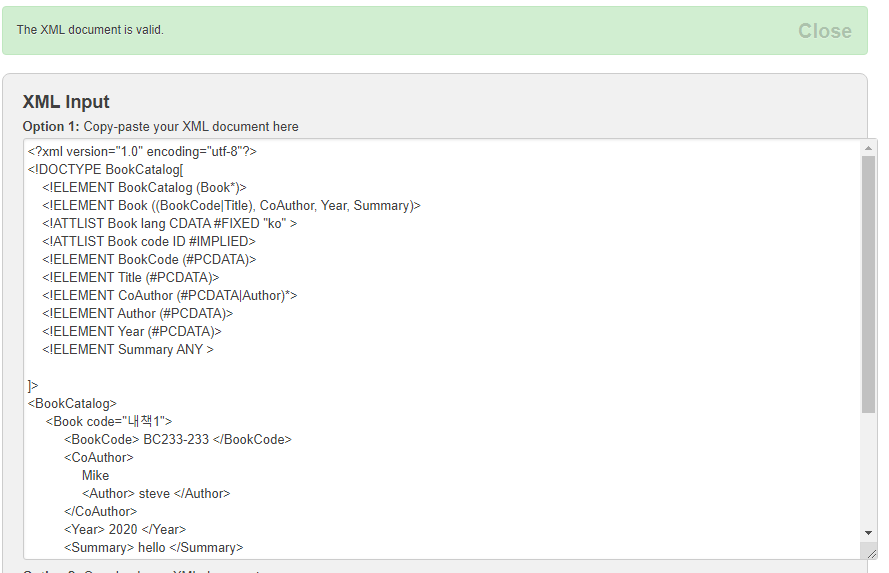 The XML document is valid.
Close
XML Input
Option 1: Copy-paste your XML document here
<?xml version="1.0" encoding="utf-8"?>
<!DOCTYPE BookCatalog[
<!ELEMENT BookCatalog (Book*)>
<!ELEMENT Book ((BookCode|Title), CoAuthor, Year, Summary)>
<!ATTLIST Book lang CDATA #FIXED "ko" >
<!ATTLIST Book code ID #IMPLIED>
<!ELEMENT BookCode (#PCDATA)>
<!ELEMENT Title (#PCDATA)>
<!ELEMENT CoAuthor (#PCDATA|Author)*>
<!ELEMENT Author (#PCDATA)>
<!ELEMENT Year (#PCDATA)>
<!ELEMENT Summary ANY >
]>
<BookCatalog>
<Book code="내책1">
<BookCode> BC233-233 </BookCode>
<CoAuthor>
Mike
<Author> steve </Author>
</CoAuthor>
<Year> 2020 </Year>
<Summary> hello </Summary>